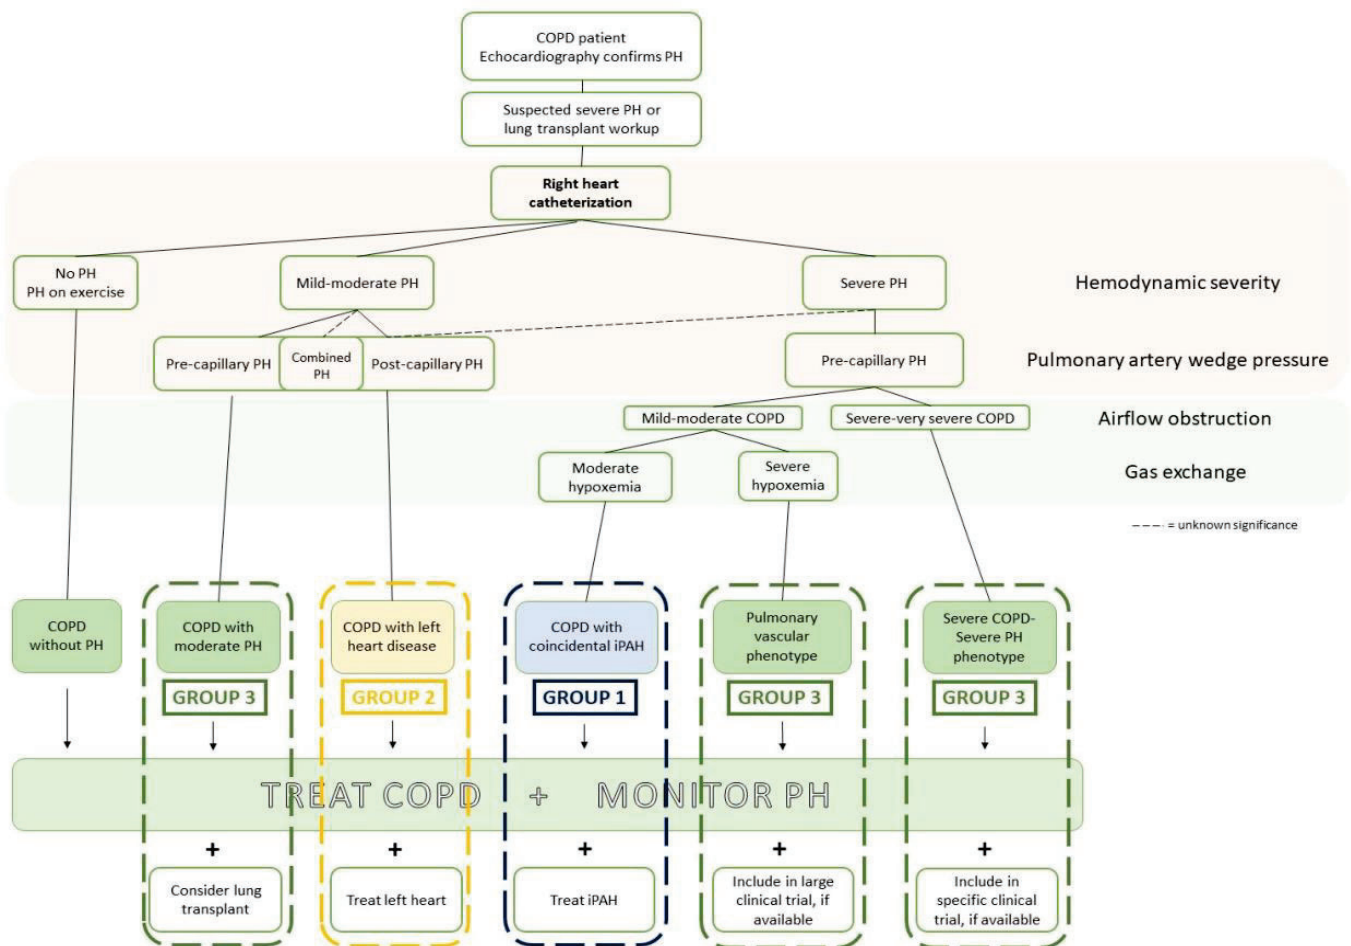 COPD patient
Echocardiography confirms PH
Suspected severe PH or
lung transplant workup
Right heart
catheterization
No PH
PH on exercise
Mild-moderate PH
Severe PH
Hemodynamic severity
Pre-capillary PH
Combined
PH
Post-capillary PH
Pre-capillary PH
Pulmonary artery wedge pressure
Mild-moderate COPD
Severe-very severe COPD
Airflow obstruction
Moderate
hypoxemia
Severe
hypoxemia
Gas exchange
---- = unknown significance
COPD
without PH
COPD with
moderate PH
COPD with left
heart disease
COPD with
coincidental iPAH
Pulmonary
vascular
phenotype
Severe COPD-
Severe PH
phenotype
GROUP 3
GROUP 2
GROUP 1
GROUP 3
GROUP 3
TREAT COPD + MONITOR PH
+ + + + +
Consider lung
transplant
Treat left heart
Treat iPAH
Include in large
clinical trial, if
available
Include in
specific clinical
trial, if available